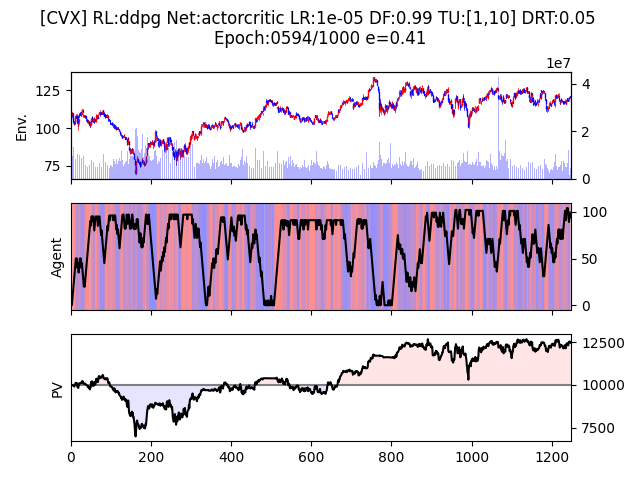 [CVX] RL:ddpg Net:actorcritic LR:1e-05 DF:0.99 TU:[1,10] DRT:0.05
Epoch:0594/1000 e=0.41
1e7
Env.
125
100
75
4
2
0
Agent
100
50
0
PV
12500
10000
7500
0 200 400 600 800 1000 1200